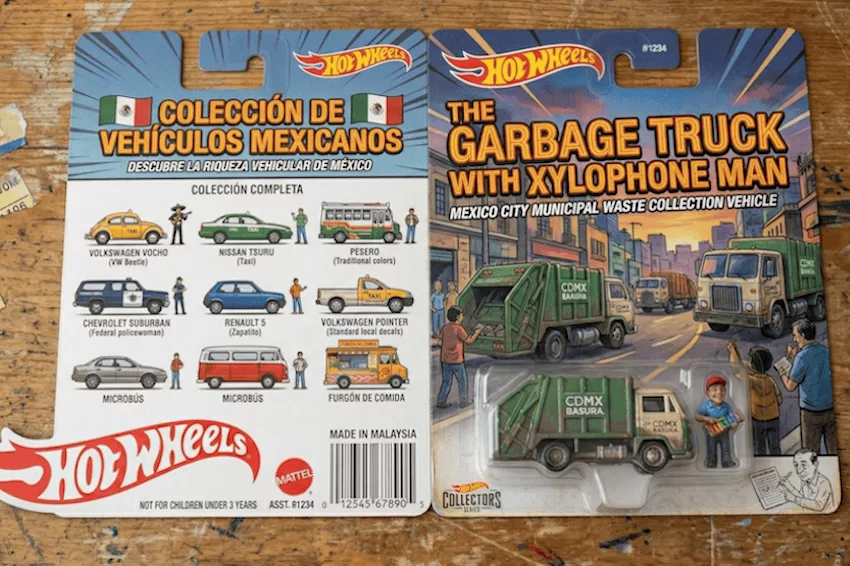 HOT WHEELS
COLECCIÓN DE
VEHÍCULOS MEXICANOS
DESCUBRE LA RIQUEZA VEHICULAR DE MÉXICO
COLECCIÓN COMPLETA
TAXI
VOLKSWAGEN VOCHO
(VW Beetle)
TAXI
NISSAN TSURU
(Taxi)
PESERO
(Traditional colors)
CHEVROLET SUBURBAN
(Federal policewoman)
RENAULT 5
(Zapatito)
TAXI
VOLKSWAGEN POINTER
(Standard local decals)
MICROBÚS
MICROBÚS
FURGÓN DE COMIDA
HOT WHEELS
MATTEL
MADE IN MALAYSIA
NOT FOR CHILDREN UNDER 3 YEARS
ASST. #1234
0 12545 67890 5
HOT WHEELS
#1234
THE
GARBAGE TRUCK
WITH XYLOPHONE MAN
MEXICO CITY MUNICIPAL WASTE COLLECTION VEHICLE
CDMX
BASURA
CDMX
BASURA
CDMX
CDMX
BASURA
CDMX
BASURA
HOT WHEELS
COLLECTORS
SERIES